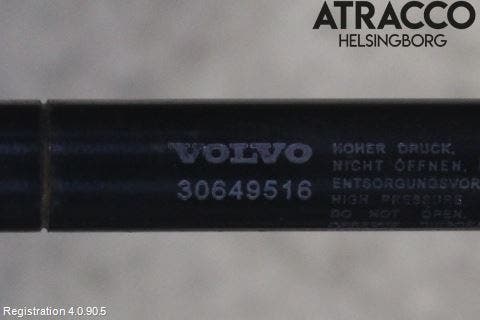 ATRACCO
HELSINGBORG
VOLVO
30649516
HOHER DRUCK,
NICHT ÖFFNEN,
ENTSORGUNGSVOR
HIGH PRESSURE
DO NOT OPEN.
Registration 4.0.90.5